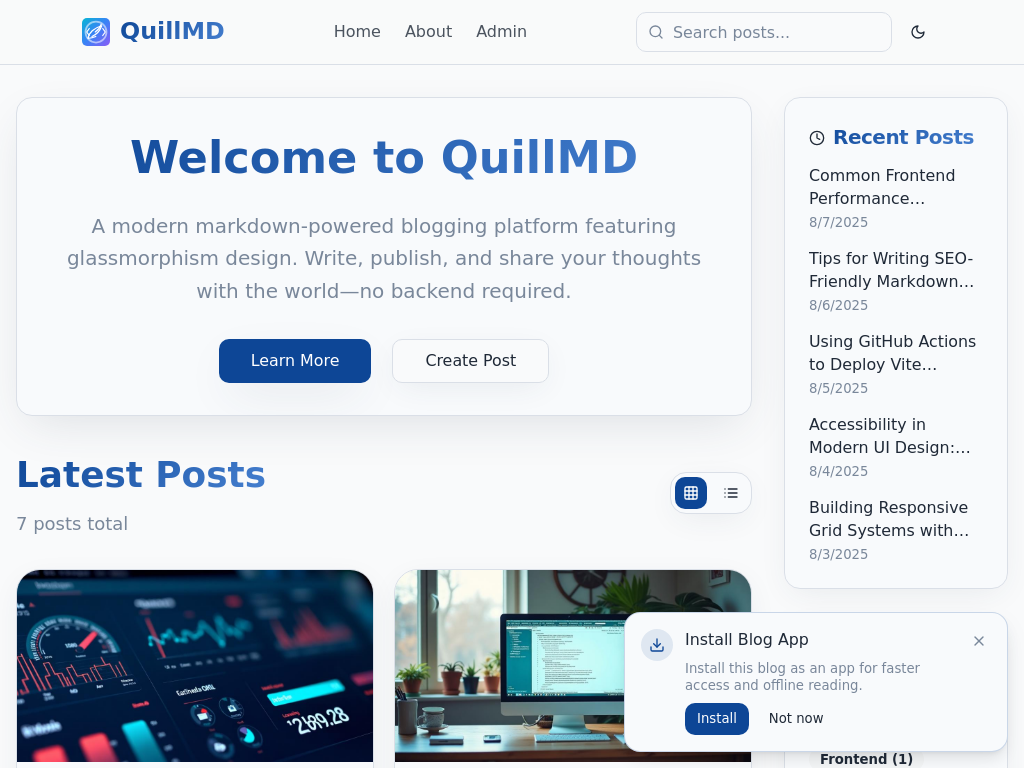 QuillMD
Home
About
Admin
Search posts...
Welcome to QuillMD
A modern markdown-powered blogging platform featuring
glassmorphism design. Write, publish, and share your thoughts
with the world—no backend required.
Learn More
Create Post
Latest Posts
7 posts total
Recent Posts
Common Frontend
Performance…
8/7/2025
Tips for Writing SEO-
Friendly Markdown…
8/6/2025
Using GitHub Actions
to Deploy Vite…
8/5/2025
Accessibility in
Modern UI Design:…
8/4/2025
Building Responsive
Grid Systems with…
8/3/2025
Install Blog App
Install this blog as an app for faster
access and offline reading.
Install
Not now
Frontend (1)